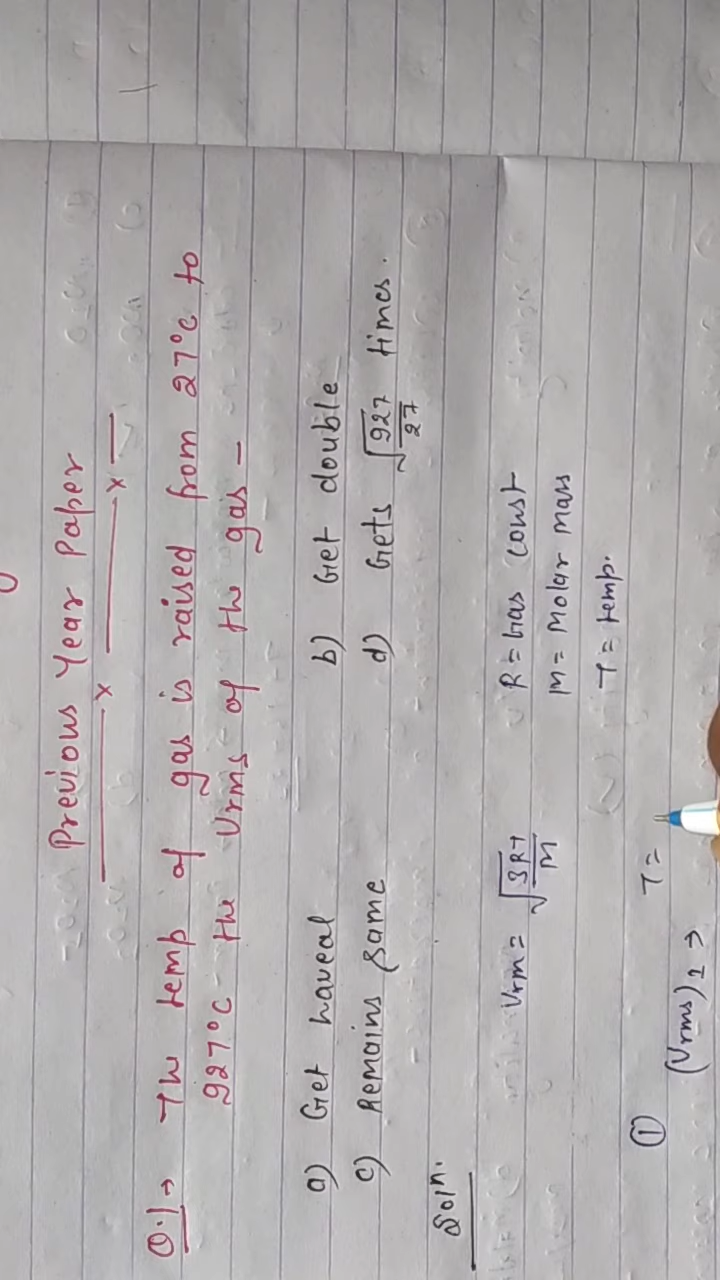 Previous Year Paper
x x
Q.1→ The temp of gas is raised from 27°C to
927°C the Vrms of the gas –
a) Get haveal b) Get double
c) Remains same d) Gets √927/27 times.
Soln.
Vrm = √3RT/M R = Gas const
M = Molar mass
T = temp.
① T =
(Vrms)1 →